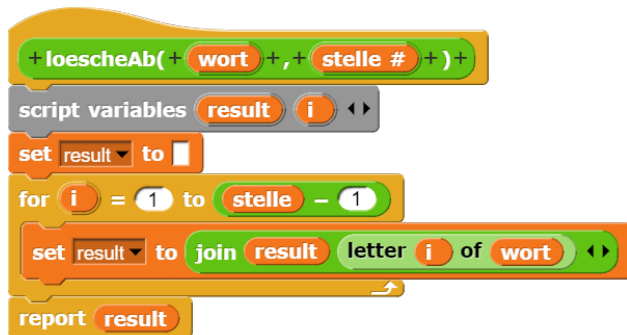 +loescheAb(+ wort +,+ stelle # +)+
script variables result i
set result to
for i = 1 to stelle - 1
set result to join result letter i of wort
report result